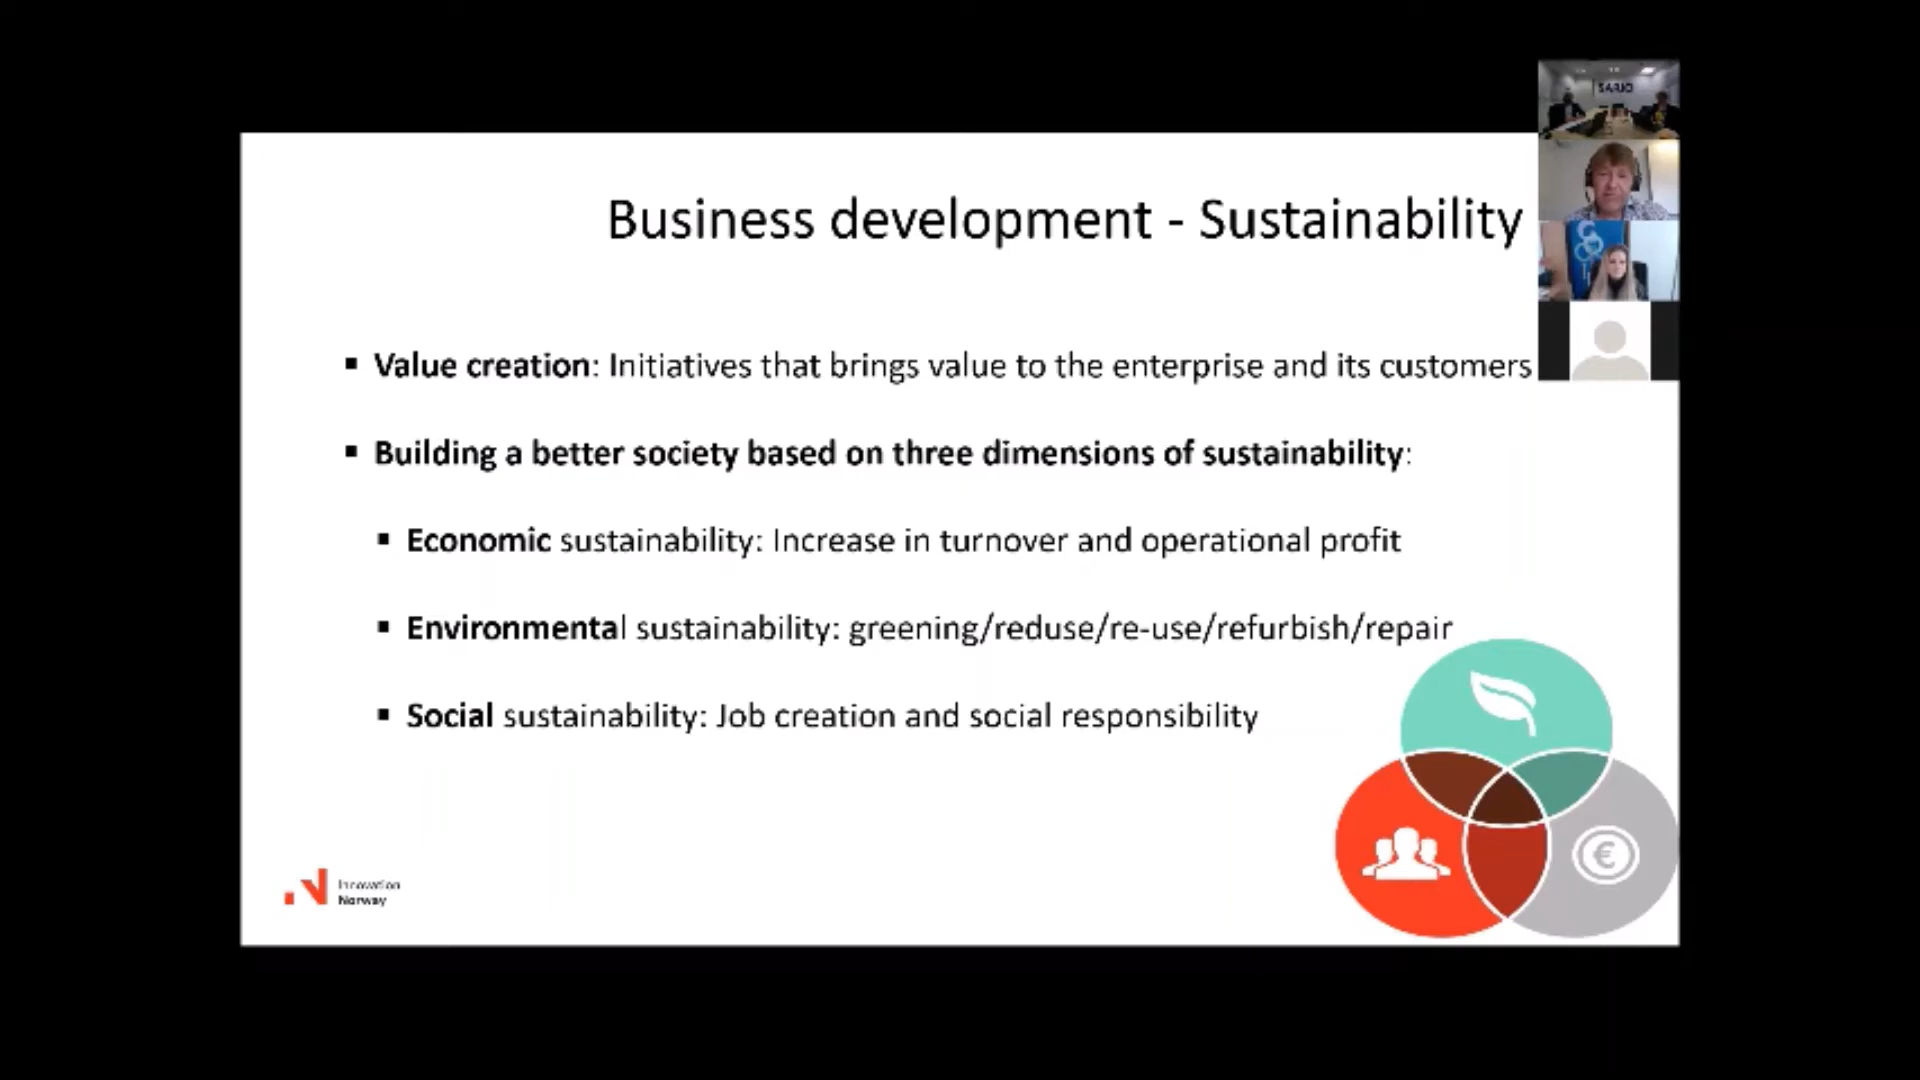 SARIO
Business development - Sustainability
▪ Value creation: Initiatives that brings value to the enterprise and its customers
▪ Building a better society based on three dimensions of sustainability:
▪ Economic sustainability: Increase in turnover and operational profit
▪ Environmental sustainability: greening/reduse/re-use/refurbish/repair
▪ Social sustainability: Job creation and social responsibility
€
Innovation
Norway